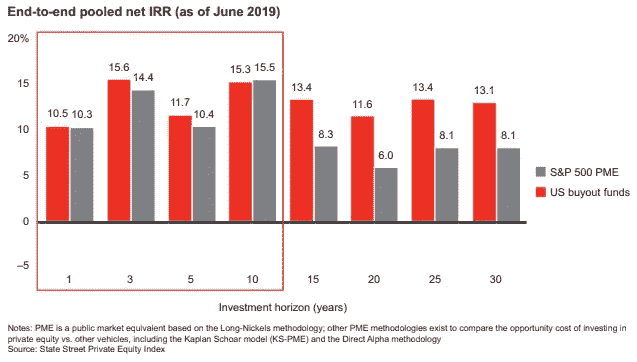 End-to-end pooled net IRR (as of June 2019)
20%
15.6
15.3 15.5
15
14.4
13.4
13.4
13.1
11.7
11.6
10.5 10.3
10.4
10
8.3
8.1
8.1
6.0
S&P 500 PME
US buyout funds
5
0
–5
1 3 5 10 15 20 25 30
Investment horizon (years)
Notes: PME is a public market equivaient based on the Long-Nickels methodology; other PME methodologies exist to compare the opportunity cost of investing in
private equity vs. other vehicles, including the Kaplan Schoar model (KS-PME) and the Direct Alpha methodology
Source: State Street Private Equity Index